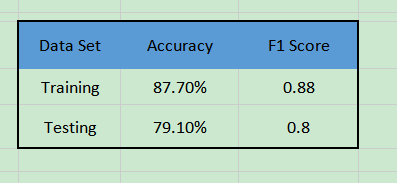 Data Set Accuracy F1 Score
Training 87.70% 0.88
Testing 79.10% 0.8